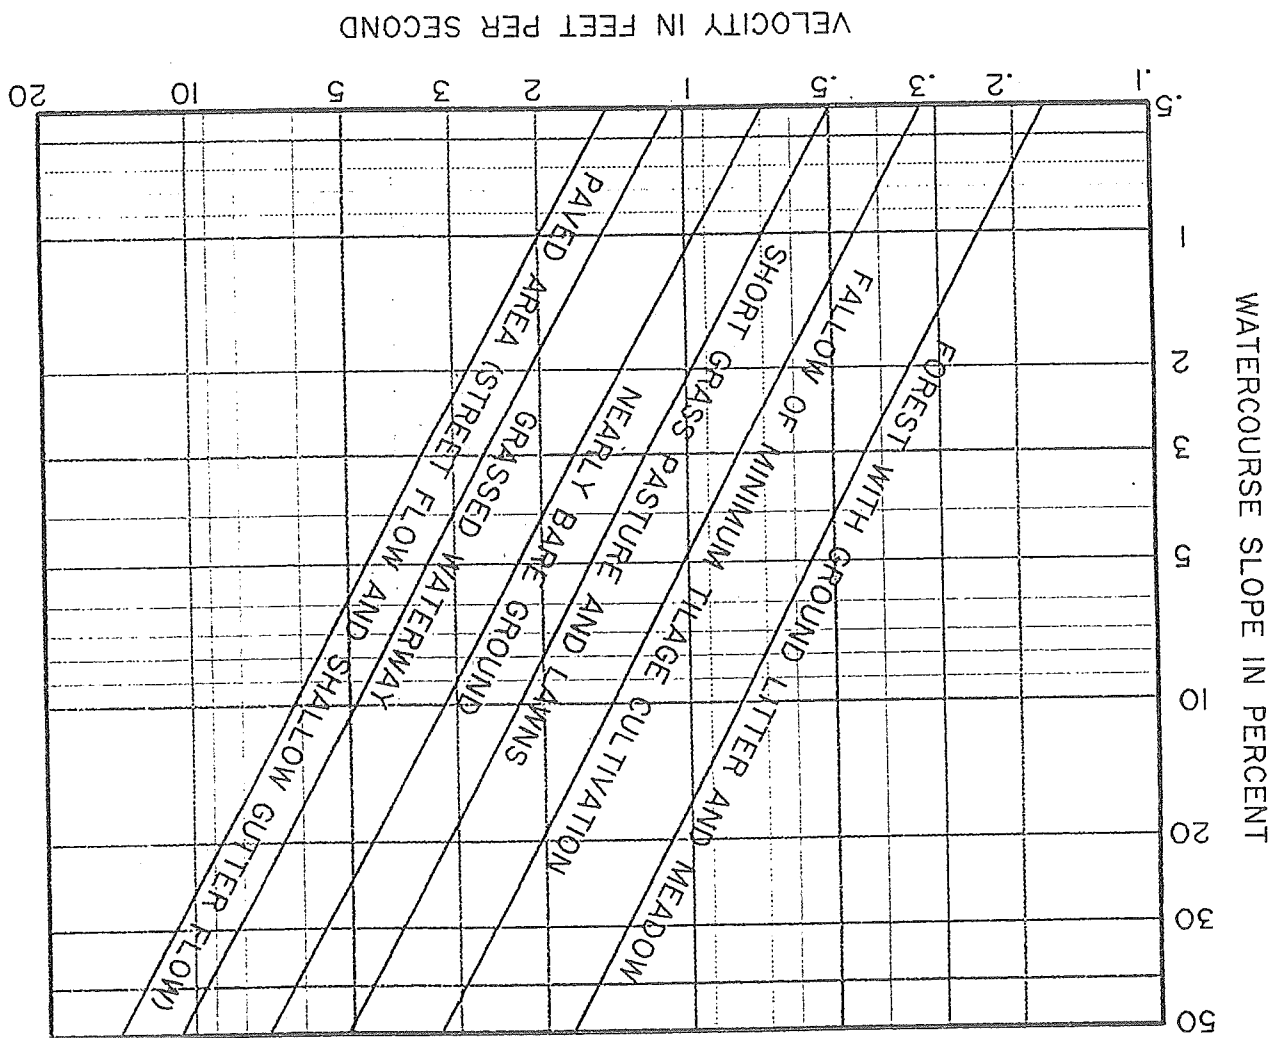 VELOCITY IN FEET PER SECOND
20 10 5 3 2 1 .5 .3 .2 .1
.5
1
2
3
5
10
20
30
50
WATERCOURSE SLOPE IN PERCENT
PAVED AREA (STREET FLOW AND SHALLOW GUTTER FLOW)
GRASSED WATERWAY
NEARLY BARE GROUND
SHORT GRASS PASTURE AND LAWNS
FALLOW OF MINIMUM TILAGE CULTIVATION
FOREST WITH GROUND LITTER AND MEADOW